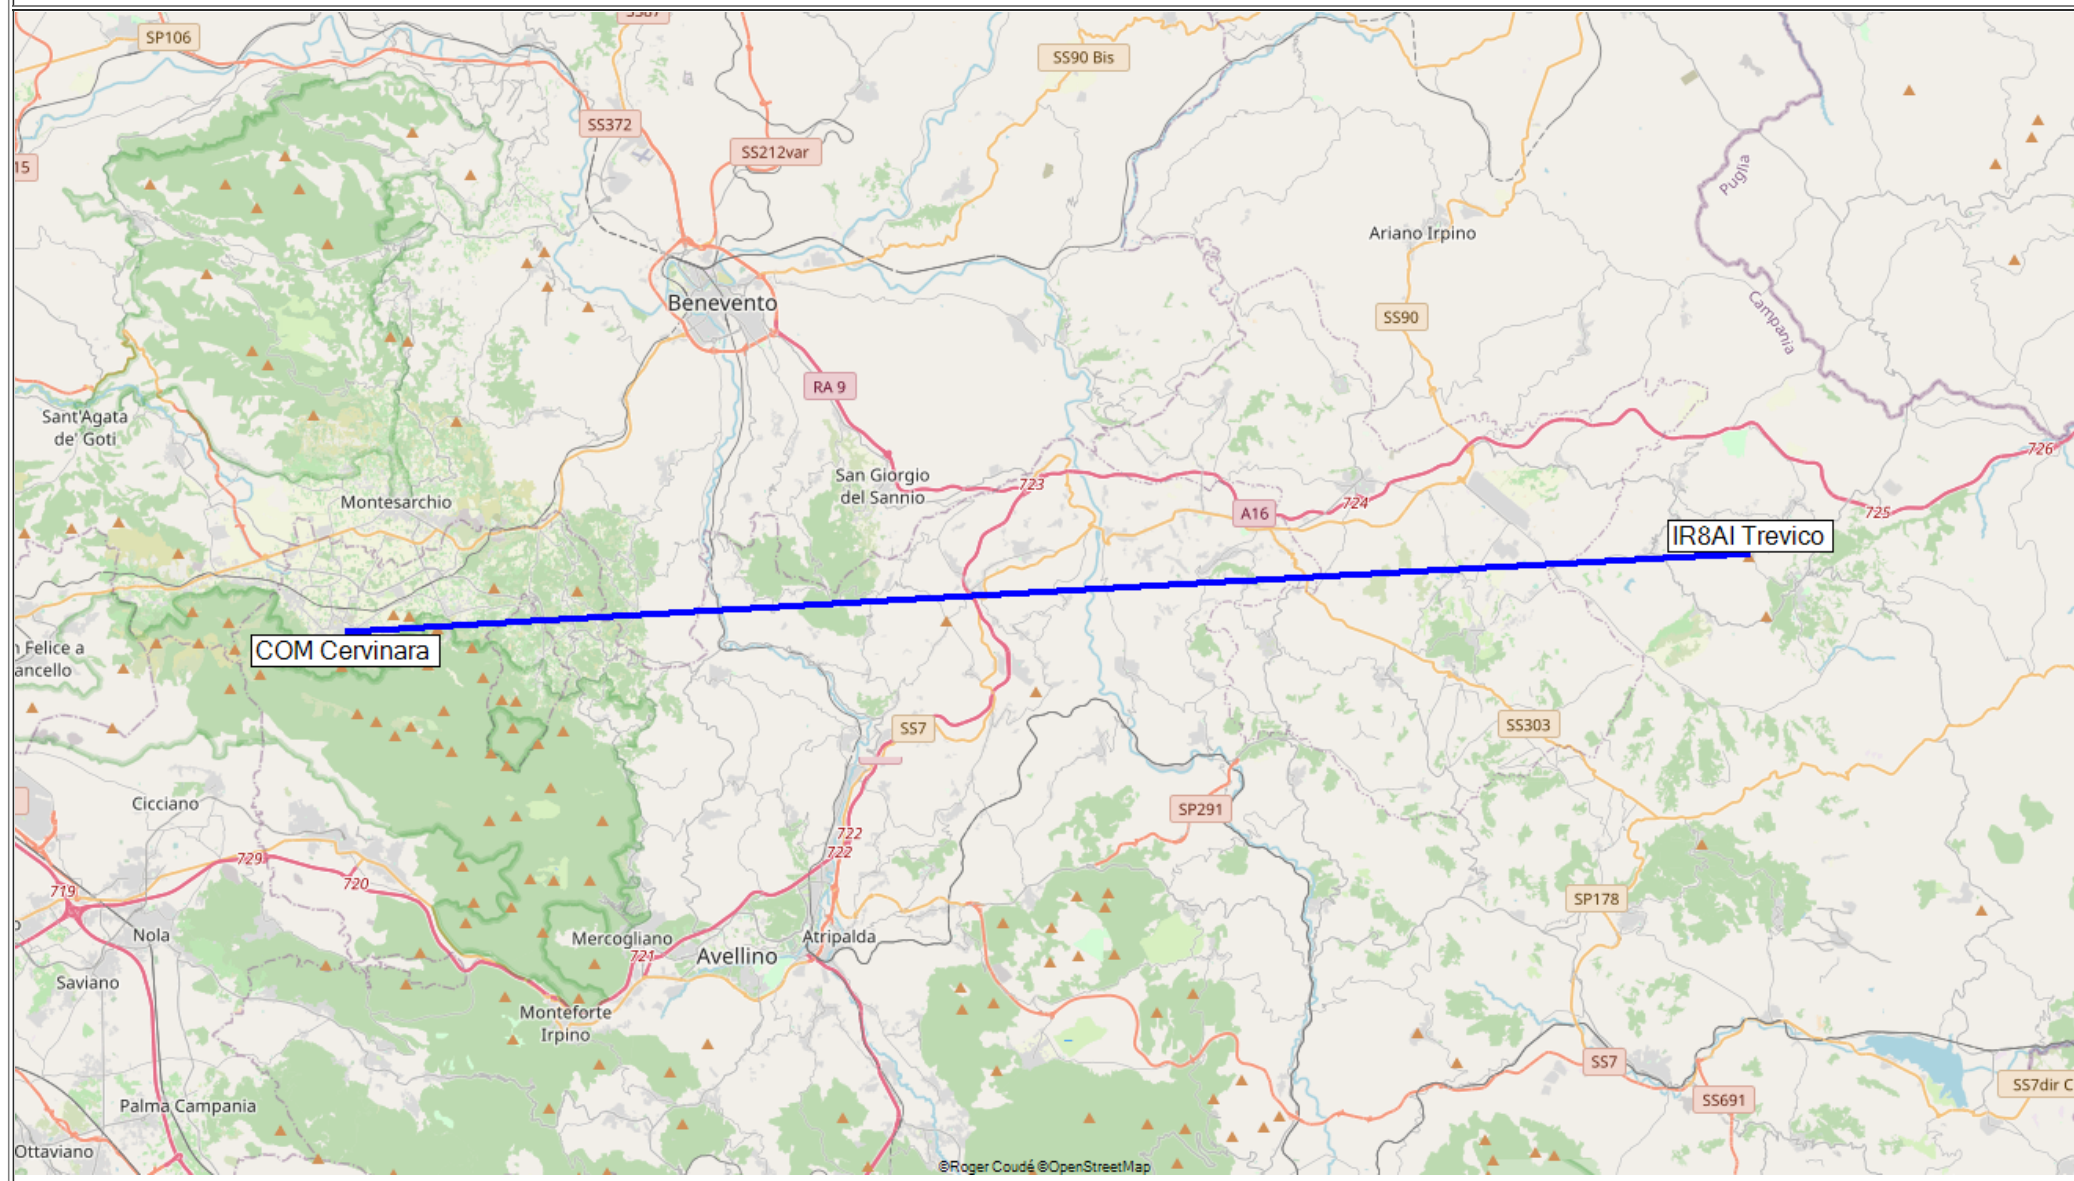 SS87
SP106
SS90 Bis
SS372
SS212var
15
Puglia
Ariano Irpino
Benevento
SS90
Campania
RA 9
Sant'Agata
de' Goti
San Giorgio
del Sannio
726
723
Montesarchio
724
A16
725
IR8AI Trevico
n Felice a
ancello
COM Cervinara
SS7
SS303
Cicciano
SP291
722
722
729
720
719
SP178
Nola
Mercogliano
Atripalda
721
Avellino
Saviano
Monteforte
Irpino
SS7
SS7dir C
SS691
Palma Campania
Ottaviano
©Roger Coudé ©OpenStreetMap